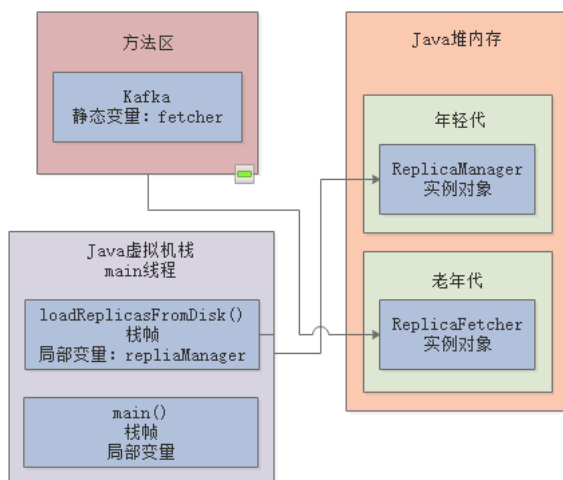 方法区
Kafka
静态变量：fetcher
Java虚拟机栈
main线程
loadReplicasFromDisk()
栈帧
局部变量：repliaManager
main()
栈帧
局部变量
Java堆内存
年轻代
ReplicaManager
实例对象
老年代
ReplicaFetcher
实例对象